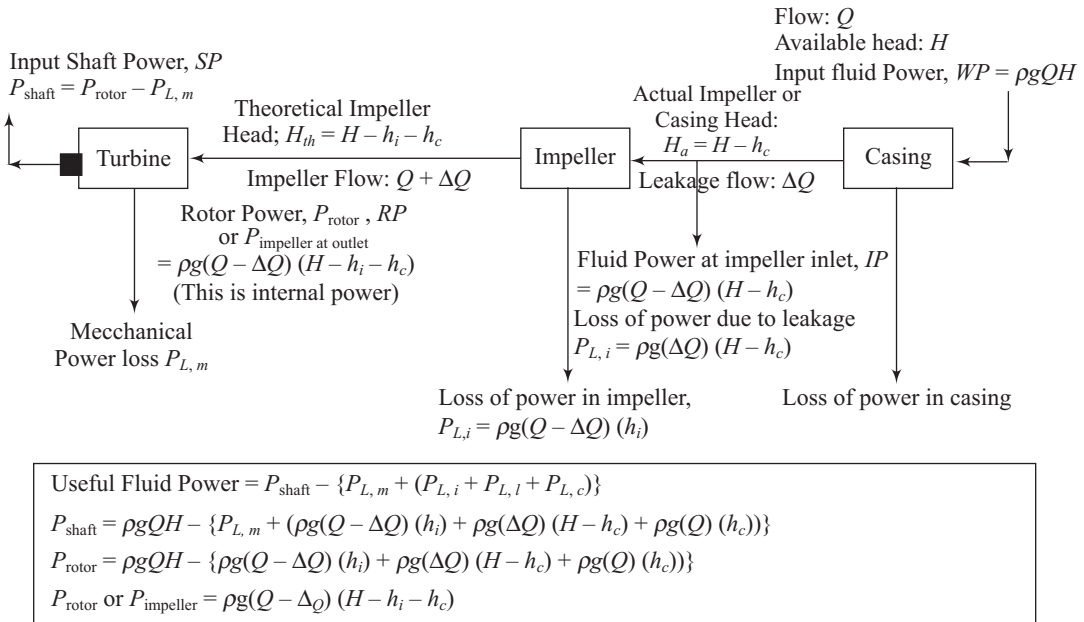 Flow: Q
Available head: H
Input fluid Power, WP = ρgQH
Input Shaft Power, SP
P_shaft = P_rotor – P_L, m
Theoretical Impeller
Head; H_th = H – h_i – h_c
Actual Impeller or
Casing Head:
H_a = H – h_c
Turbine
Impeller
Casing
Impeller Flow: Q + ΔQ
Leakage flow: ΔQ
Rotor Power, P_rotor , RP
or P_impeller at outlet
= ρg(Q – ΔQ) (H – h_i – h_c)
(This is internal power)
Fluid Power at impeller inlet, IP
= ρg(Q – ΔQ) (H – h_c)
Loss of power due to leakage
P_L, i = ρg(ΔQ) (H – h_c)
Mecchanical
Power loss P_L, m
Loss of power in impeller,
P_L,i = ρg(Q – ΔQ) (h_i)
Loss of power in casing
Useful Fluid Power = P_shaft – {P_L, m + (P_L, i + P_L, l + P_L, c)}
P_shaft = ρgQH – {P_L, m + (ρg(Q – ΔQ) (h_i) + ρg(ΔQ) (H – h_c) + ρg(Q) (h_c))}
P_rotor = ρgQH – {ρg(Q – ΔQ) (h_i) + ρg(ΔQ) (H – h_c) + ρg(Q) (h_c))}
P_rotor or P_impeller = ρg(Q – Δ_Q) (H – h_i – h_c)